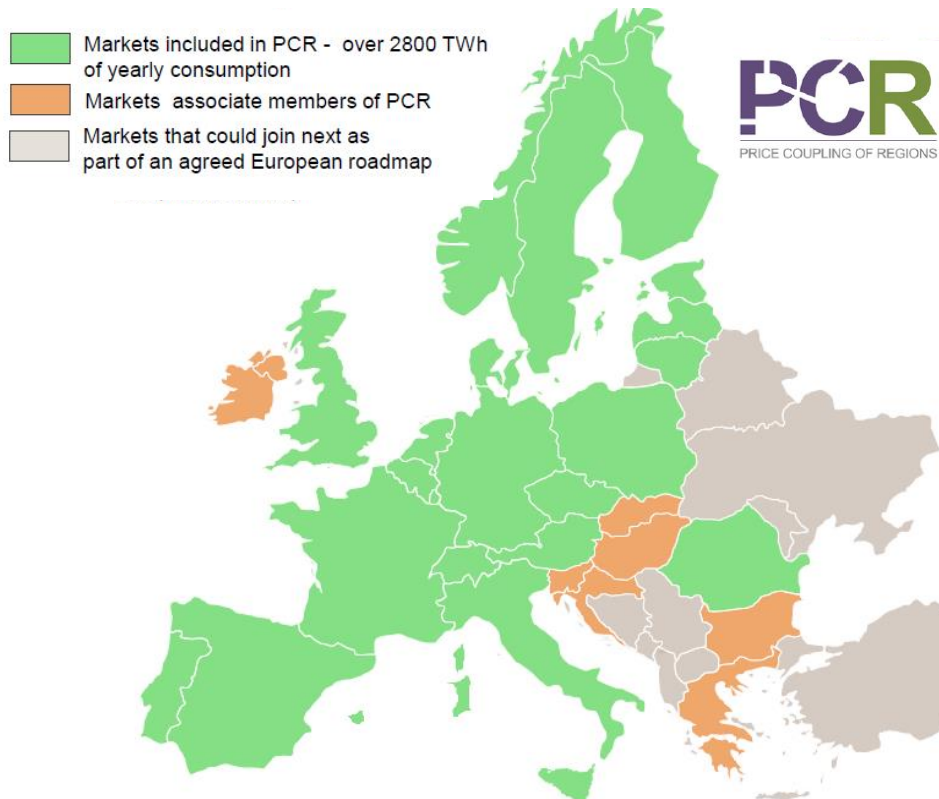 Markets included in PCR - over 2800 TWh
of yearly consumption
Markets associate members of PCR
Markets that could join next as
part of an agreed European roadmap
PCR
PRICE COUPLING OF REGIONS